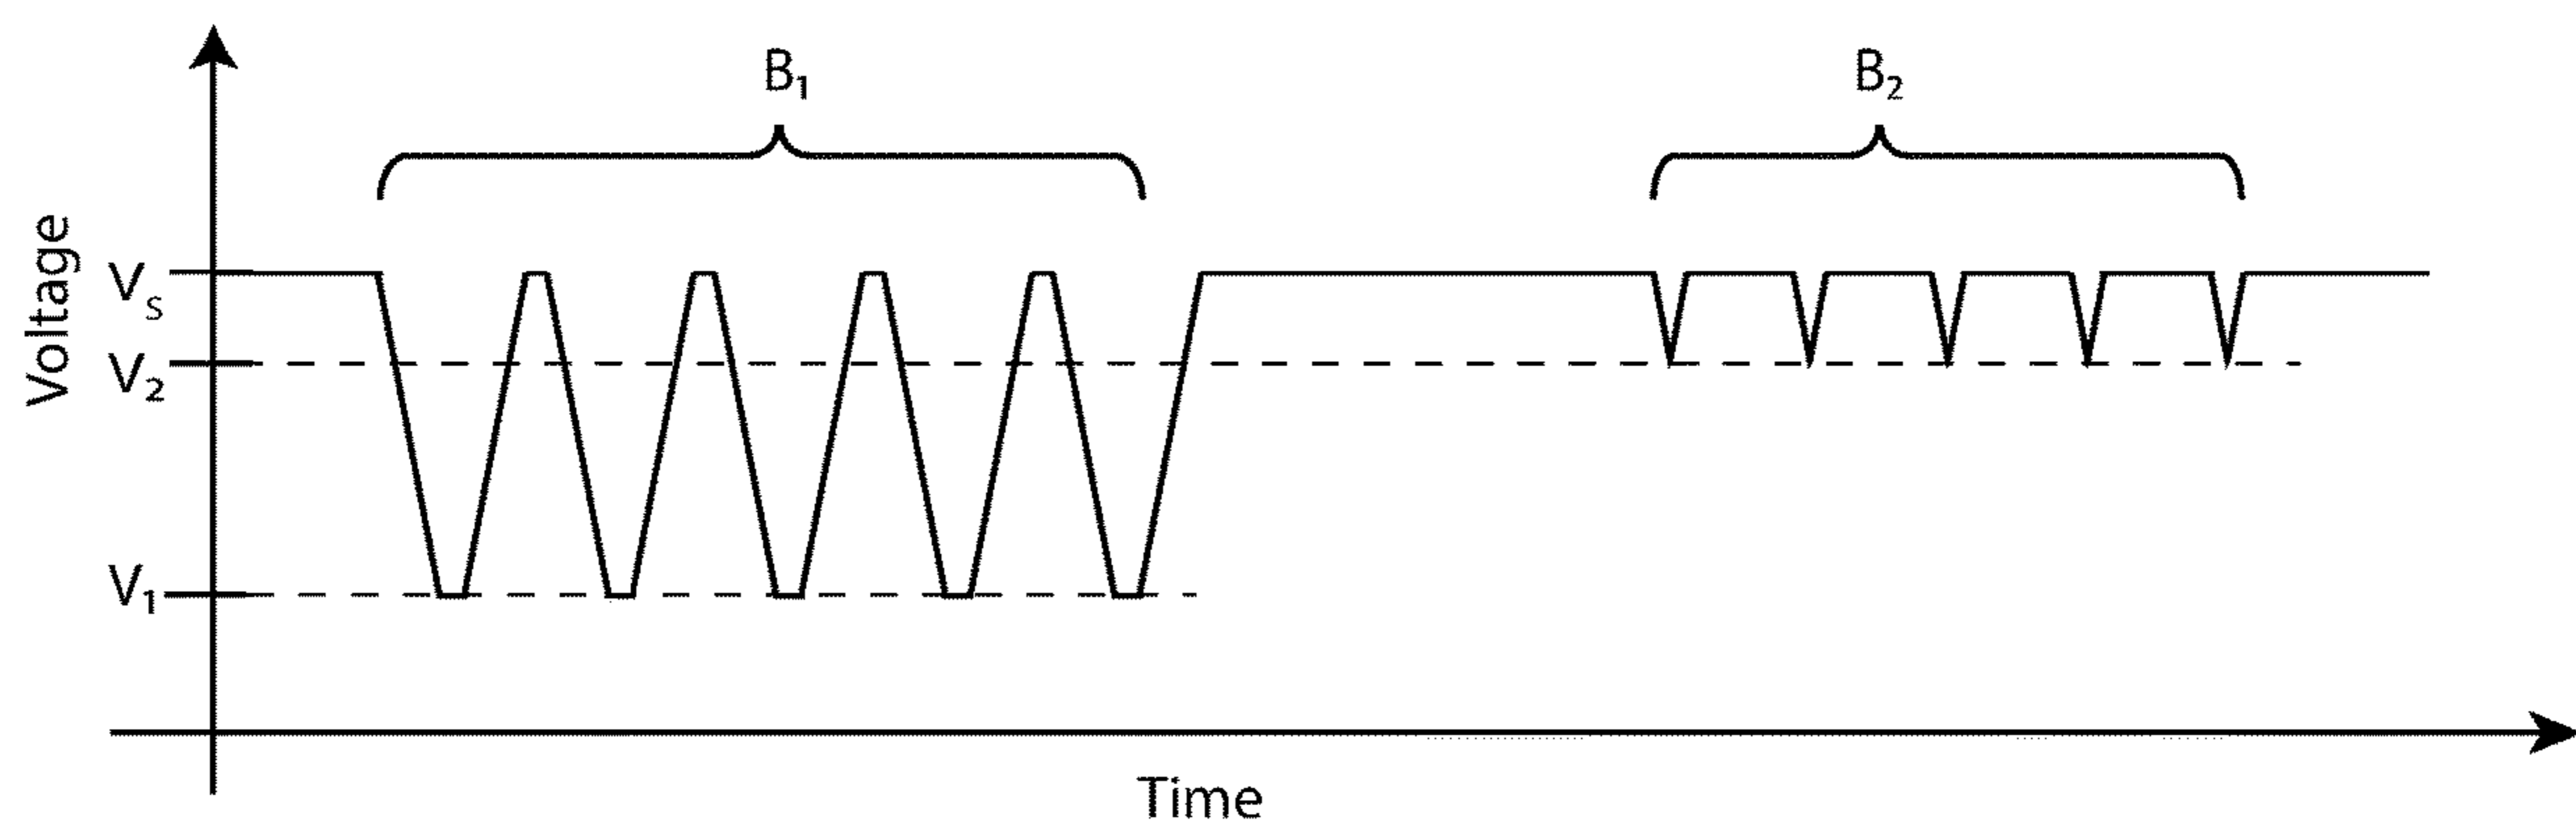 B₁
B₂
Voltage
Vₛ
V₂
V₁
Time